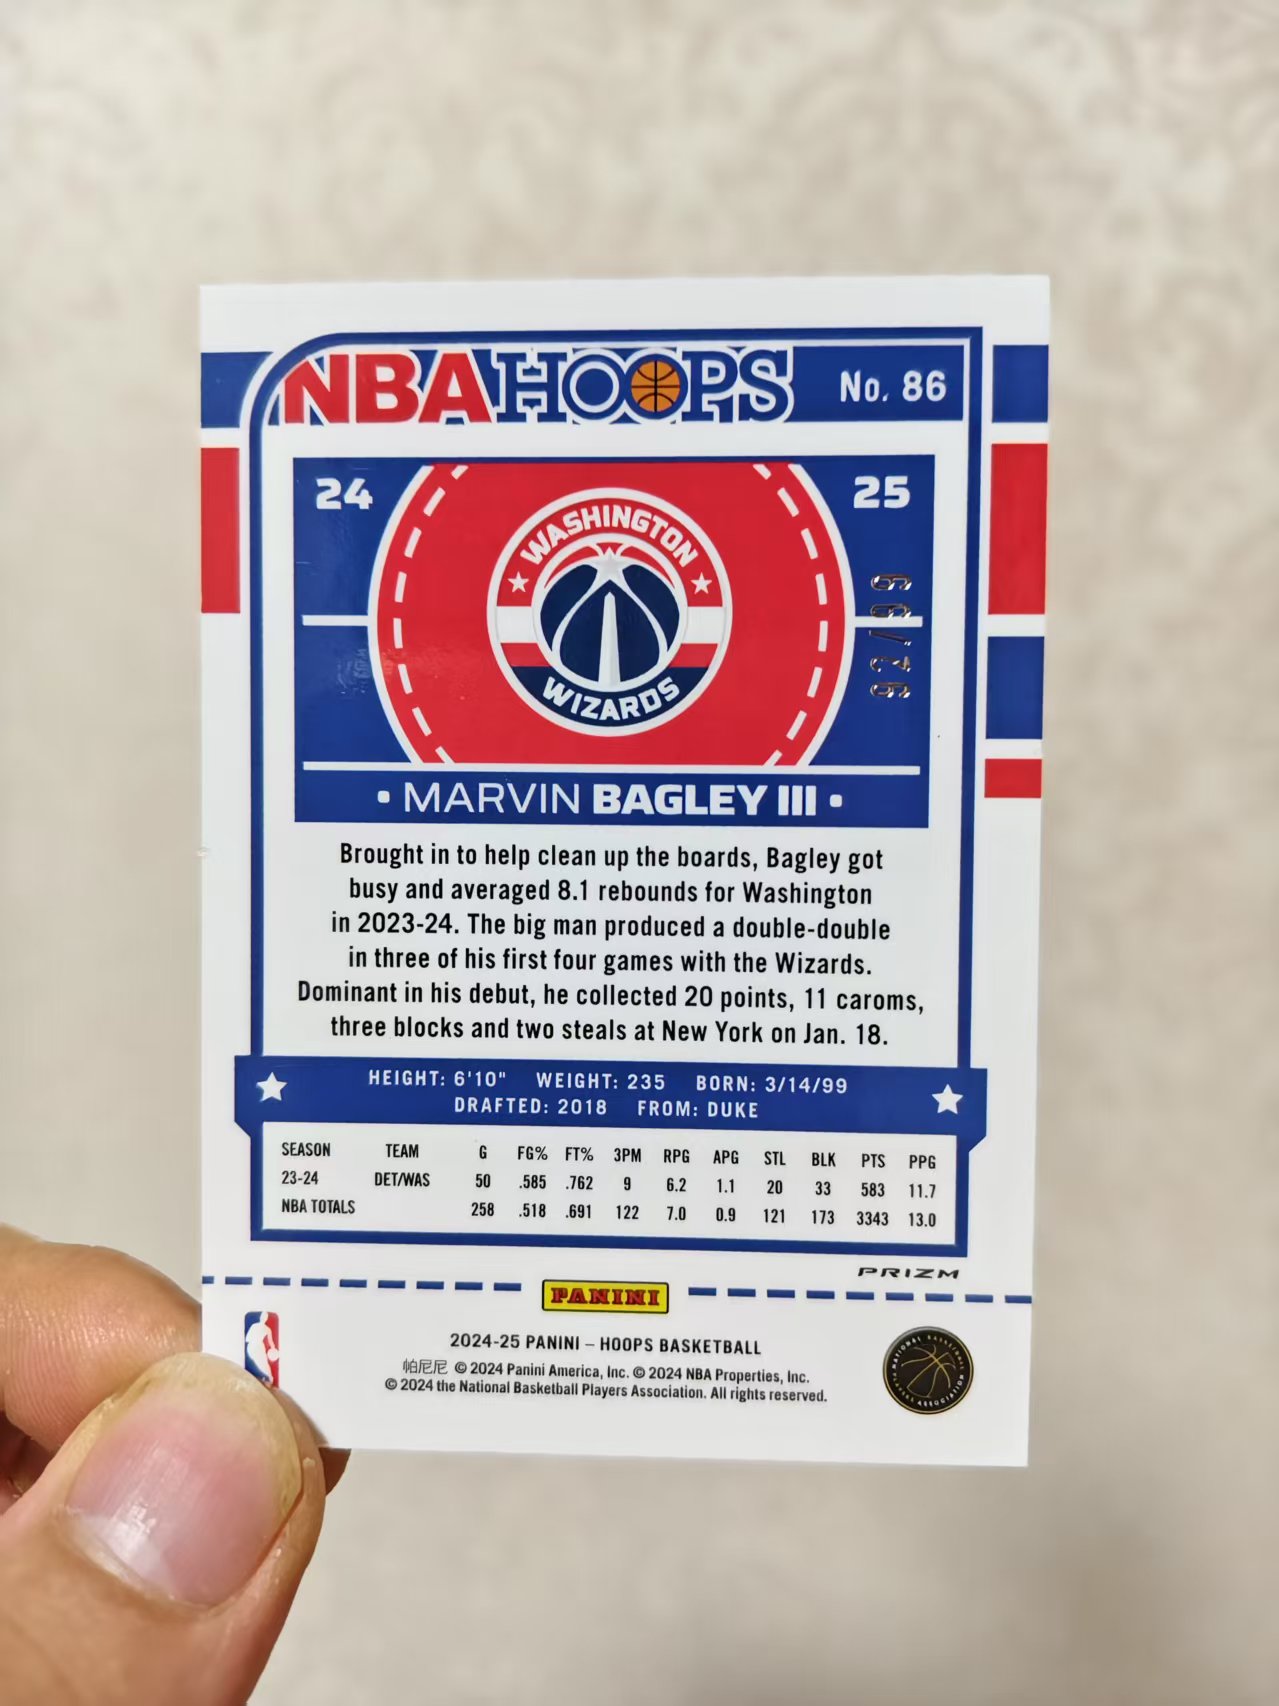 NBA HOOPS No. 86
24 25
WASHINGTON
WIZARDS
92/99
• MARVIN BAGLEY III •
Brought in to help clean up the boards, Bagley got
busy and averaged 8.1 rebounds for Washington
in 2023-24. The big man produced a double-double
in three of his first four games with the Wizards.
Dominant in his debut, he collected 20 points, 11 caroms,
three blocks and two steals at New York on Jan. 18.
HEIGHT: 6'10" WEIGHT: 235 BORN: 3/14/99
DRAFTED: 2018 FROM: DUKE
SEASON TEAM G FG% FT% 3PM RPG APG STL BLK PTS PPG
23-24 DET/WAS 50 .585 .762 9 6.2 1.1 20 33 583 11.7
NBA TOTALS 258 .518 .691 122 7.0 0.9 121 173 3343 13.0
PRIZM
PANINI
2024-25 PANINI – HOOPS BASKETBALL
帕尼尼 © 2024 Panini America, Inc. © 2024 NBA Properties, Inc.
© 2024 the National Basketball Players Association. All rights reserved.
NATIONAL BASKETBALL
PLAYERS ASSOCIATION